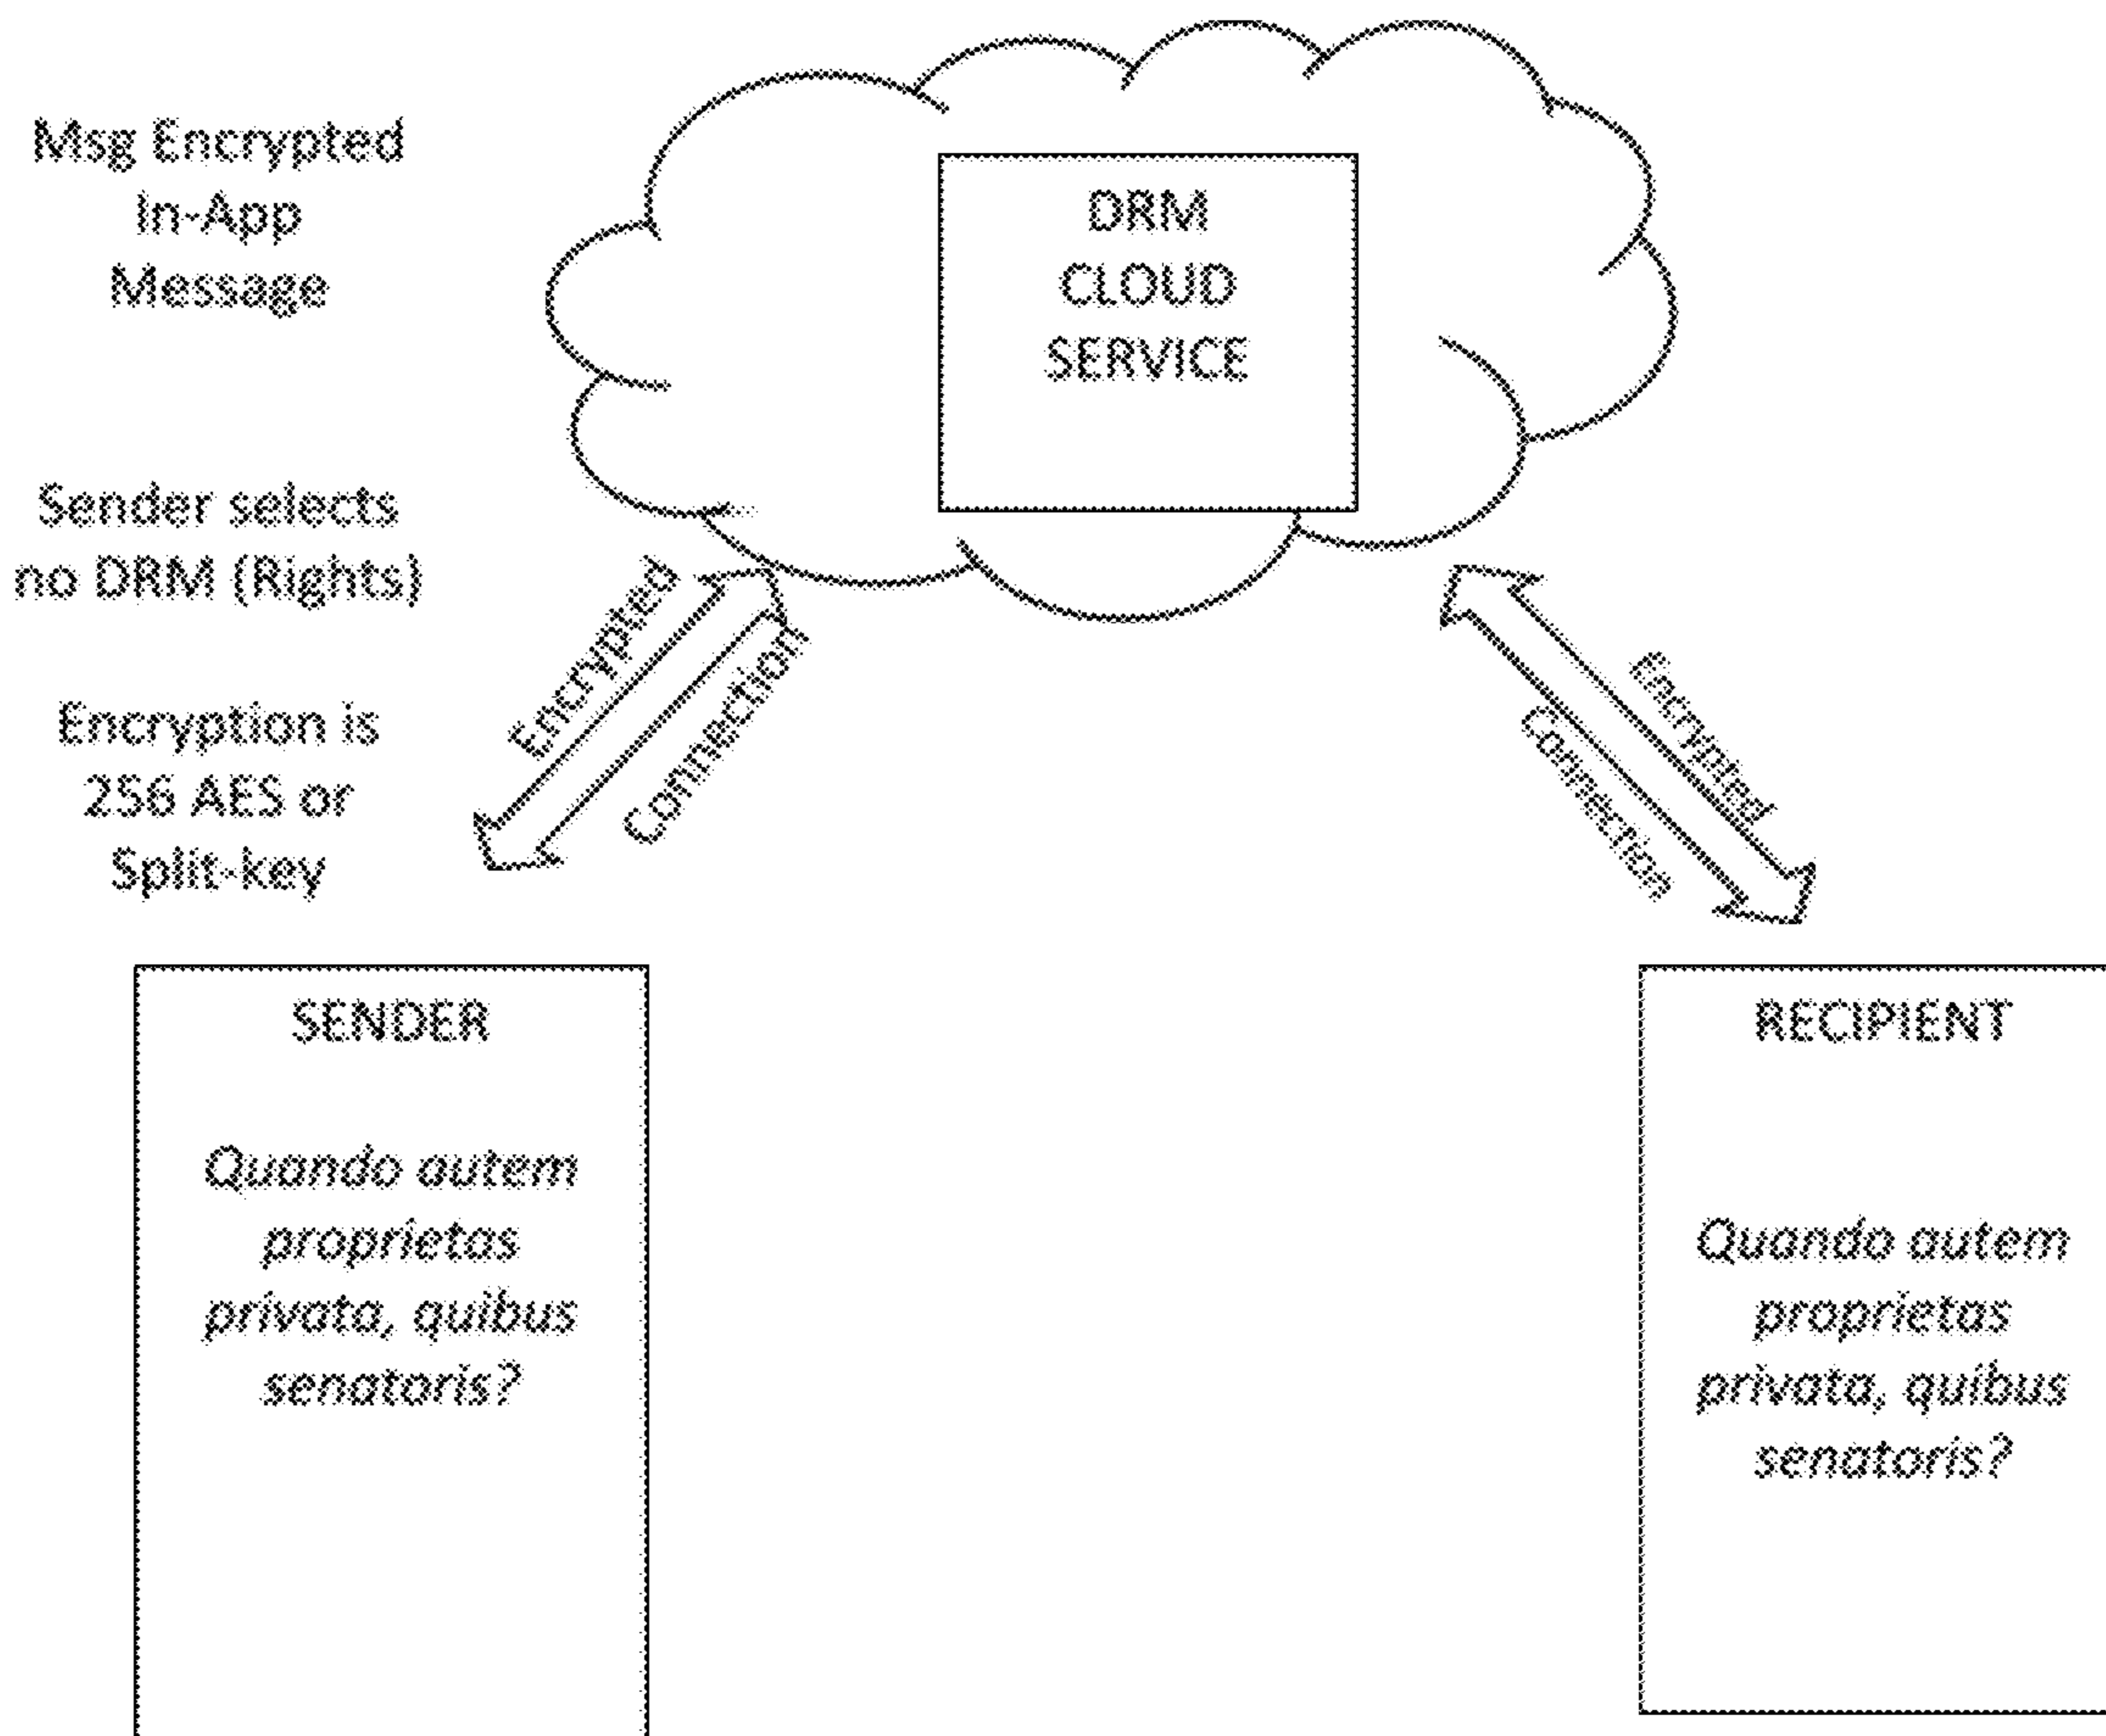 Msg Encrypted
In-App
Message
Sender selects
no DRM (Rights)
Encryption is
256 AES or
Split-key
DRM
CLOUD
SERVICE
Encrypted
Connection
Encrypted
Connection
SENDER
Quando autem
proprietas
privata, quibus
senatoris?
RECIPIENT
Quando autem
proprietas
privata, quibus
senatoris?